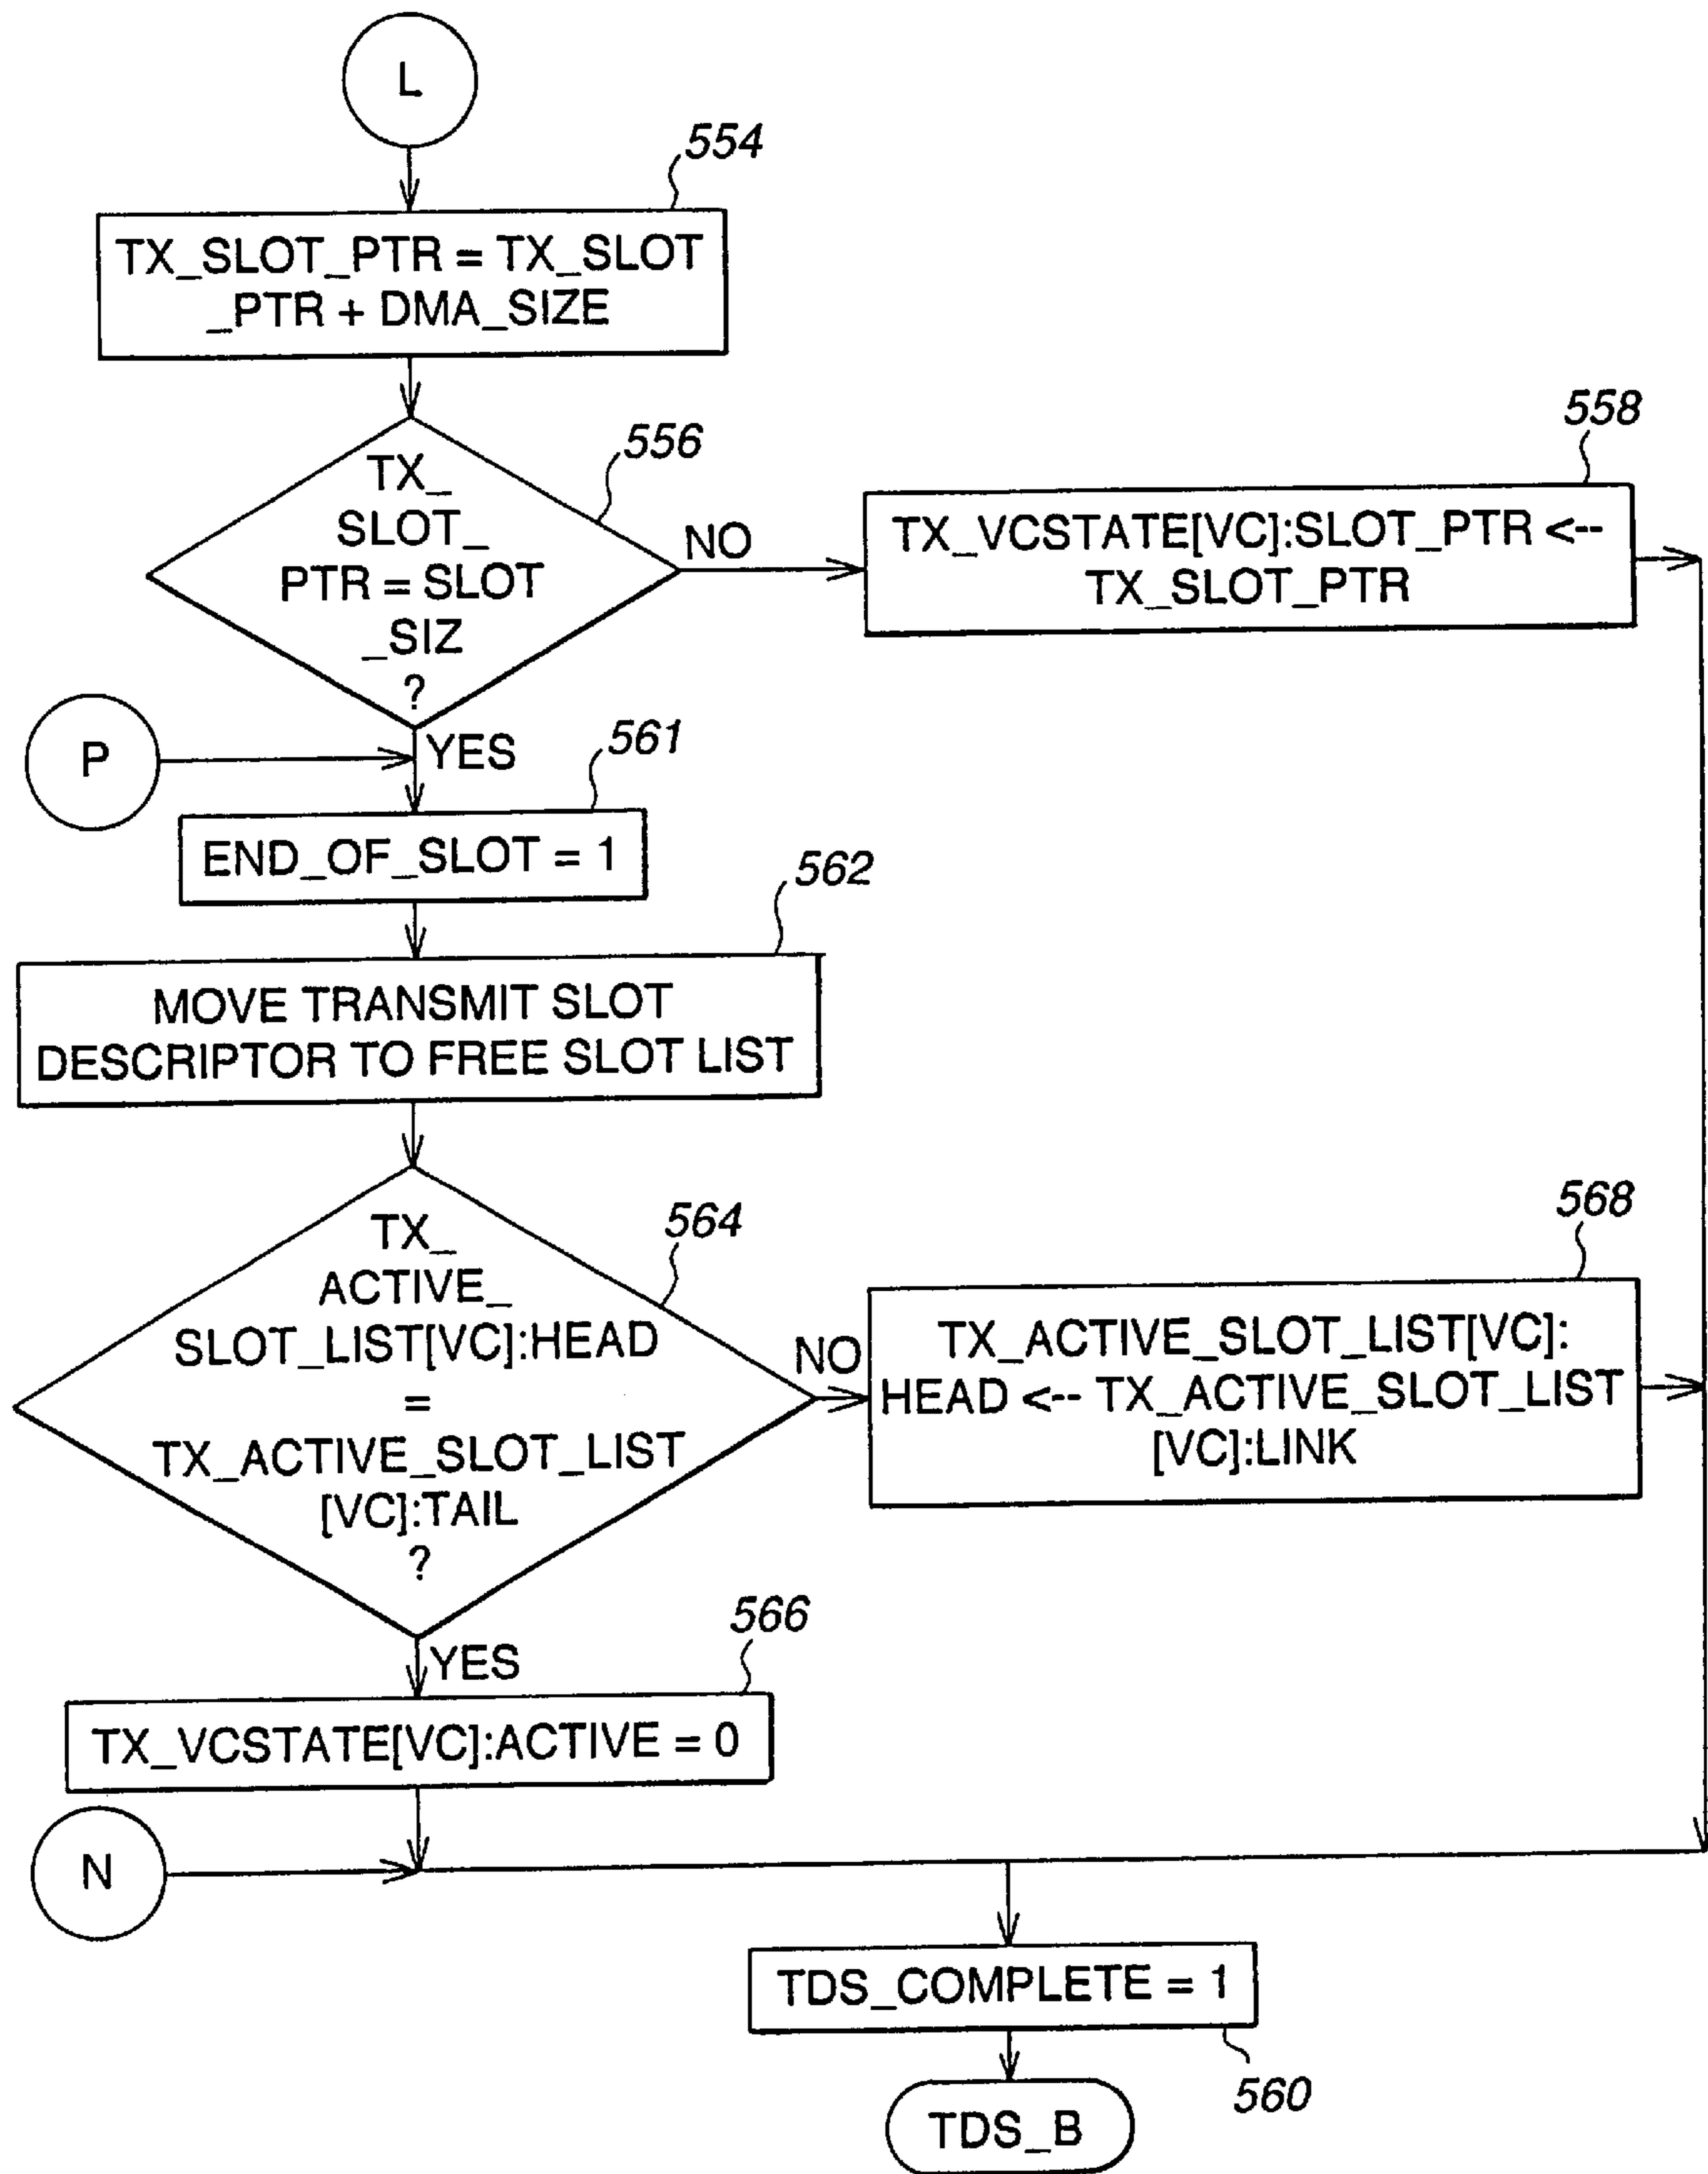 L
554
TX_SLOT_PTR = TX_SLOT
_PTR + DMA_SIZE
556
TX_
SLOT_
PTR = SLOT
_SIZ
?
NO
558
TX_VCSTATE[VC]:SLOT_PTR <--
TX_SLOT_PTR
P
YES
561
END_OF_SLOT = 1
562
MOVE TRANSMIT SLOT
DESCRIPTOR TO FREE SLOT LIST
564
TX_
ACTIVE_
SLOT_LIST[VC]:HEAD
=
TX_ACTIVE_SLOT_LIST
[VC]:TAIL
?
NO
568
TX_ACTIVE_SLOT_LIST[VC]:
HEAD <-- TX_ACTIVE_SLOT_LIST
[VC]:LINK
YES
566
TX_VCSTATE[VC]:ACTIVE = 0
N
TDS_COMPLETE = 1
560
TDS_B